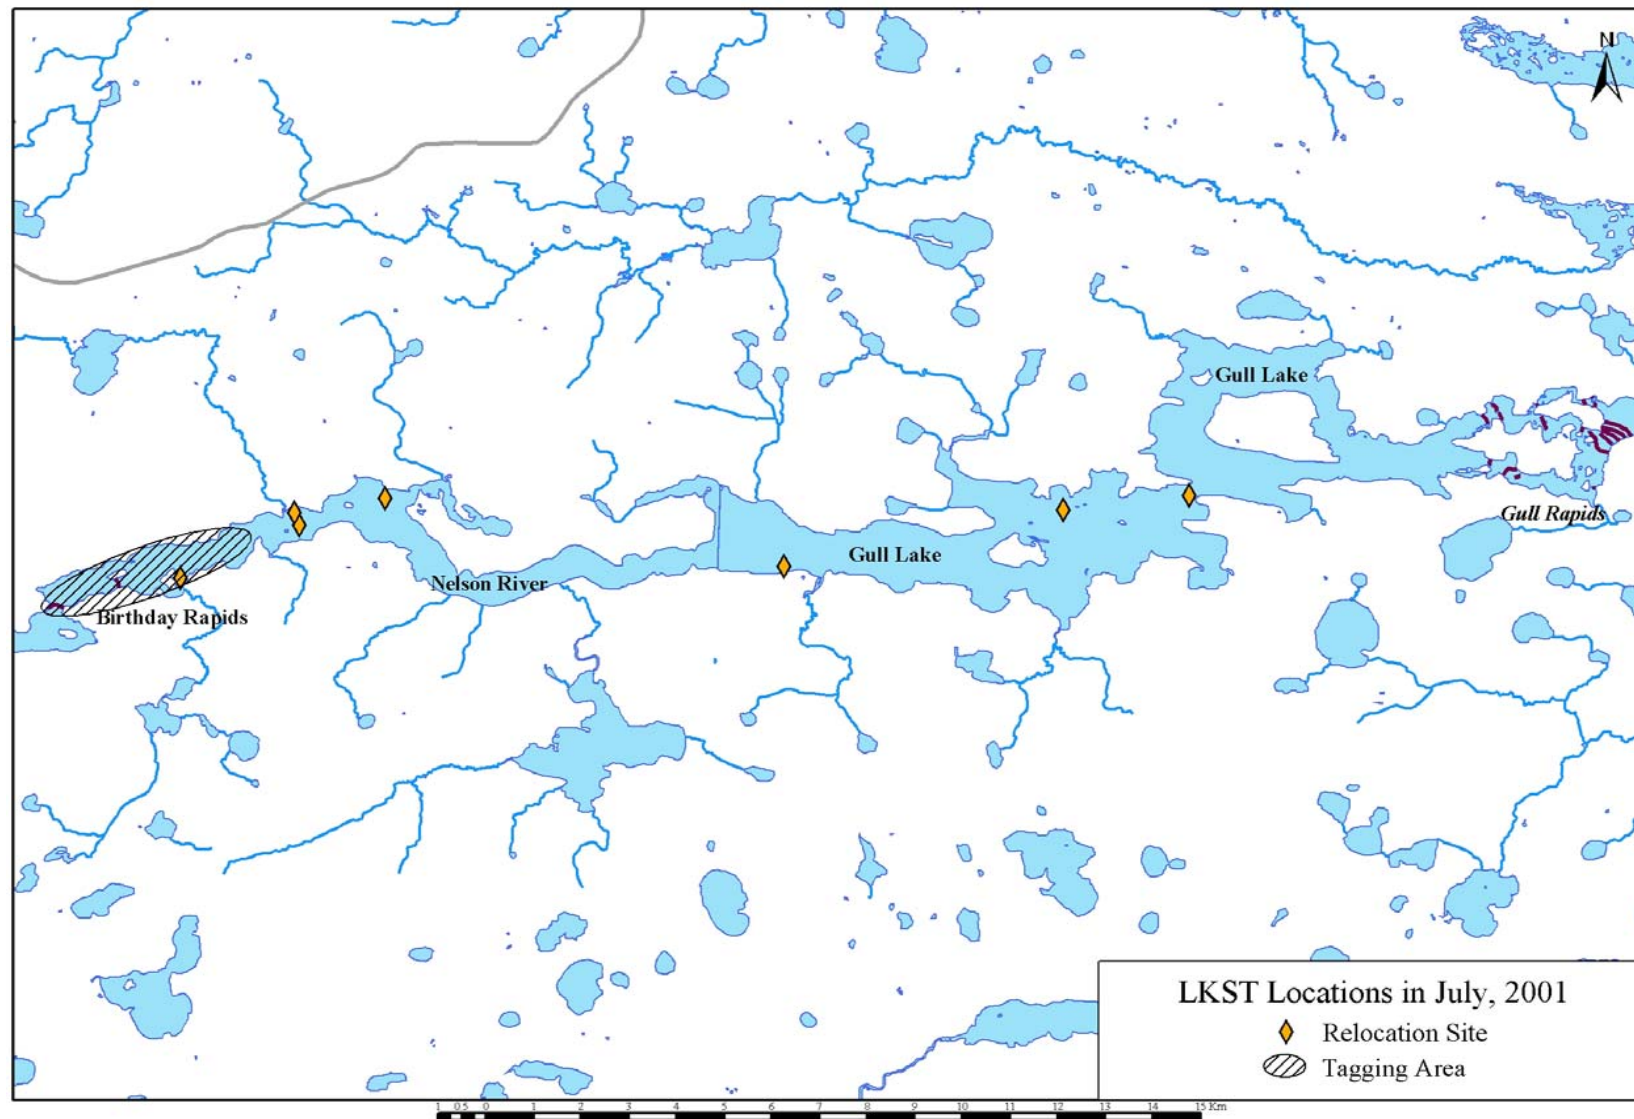 N
Gull Lake
Gull Rapids
Gull Lake
Nelson River
Birthday Rapids
LKST Locations in July, 2001
Relocation Site
Tagging Area
1 0.5 0 1 2 3 4 5 6 7 8 9 10 11 12 13 14 15 Km